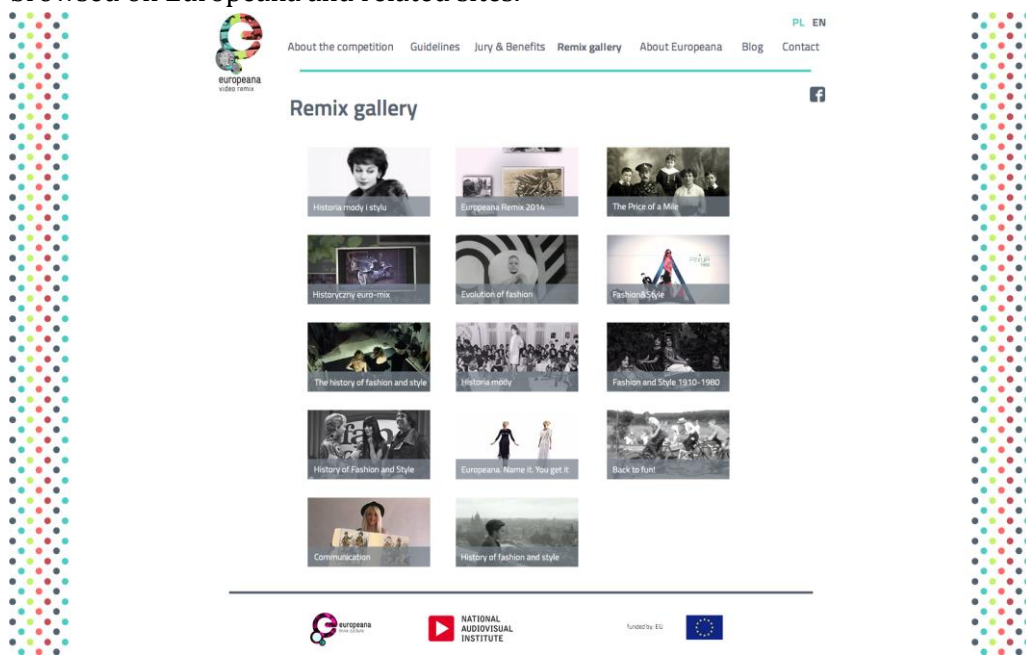 browsed on Europeana and related sites.
PL EN
About the competition Guidelines Jury & Benefits Remix gallery About Europeana Blog Contact
europeana
video remix
Remix gallery
Historia mody i stylu
Europeana Remix 2014
The Price of a Mile
Historyczny euro-mix
Evolution of fashion
Fashion&Style
The history of fashion and style
Historia mody
Fashion and Style 1910-1980
fab
History of Fashion and Style
Europeana. Name it. You get it
Back to fun!
Communication
History of fashion and style
europeana
think culture
NATIONAL
AUDIOVISUAL
INSTITUTE
funded by EU